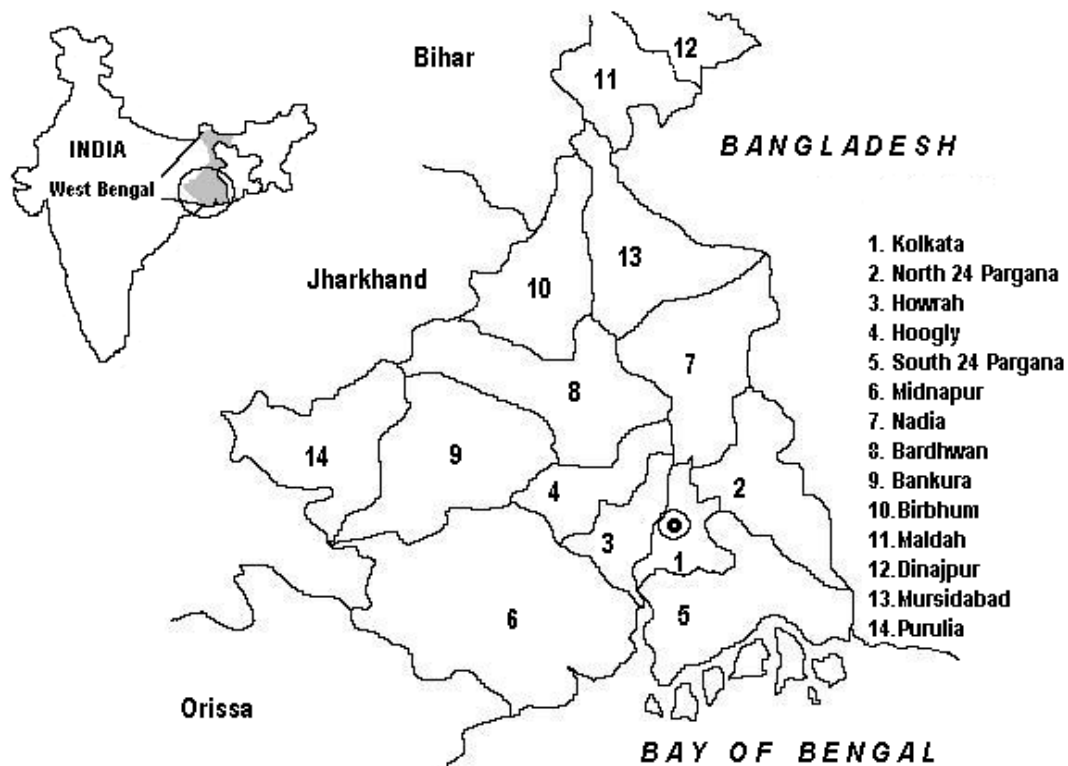 Bihar
12
11
INDIA
BANGLADESH
West Bengal
13
1. Kolkata
Jharkhand
10
2. North 24 Pargana
3. Howrah
4. Hoogly
7
5. South 24 Pargana
8
6. Midnapur
7. Nadia
14
9
8. Bardhwan
4
2
9. Bankura
10.Birbhum
3
1
11.Maldah
12.Dinajpur
6
5
13.Mursidabad
14.Purulia
Orissa
BAY OF BENGAL